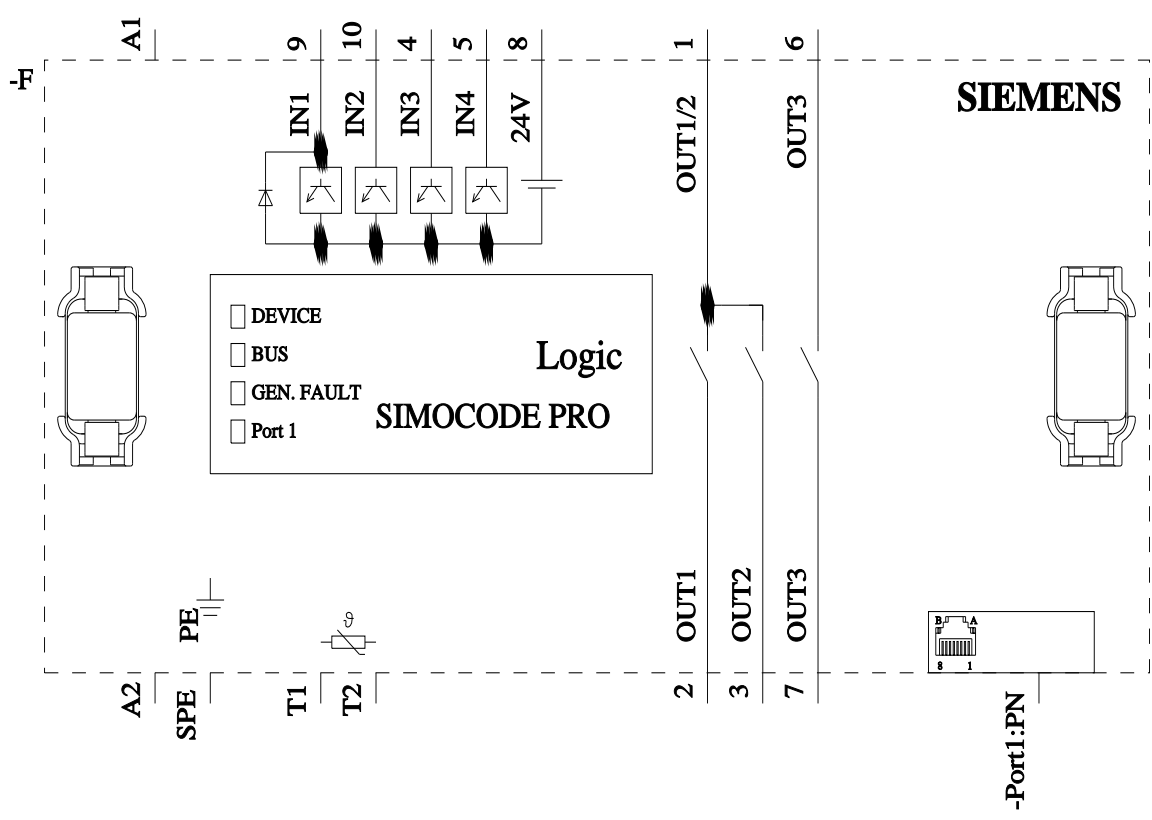 A1
9
10
4
5
8
1
6
-F
IN1
IN2
IN3
IN4
24V
OUT1/2
OUT3
SIEMENS
DEVICE
BUS
GEN. FAULT
Port 1
Logic
SIMOCODE PRO
PE
ϑ
OUT1
OUT2
OUT3
B
A
8
1
A2
SPE
T1
T2
2
3
7
-Port1:PN